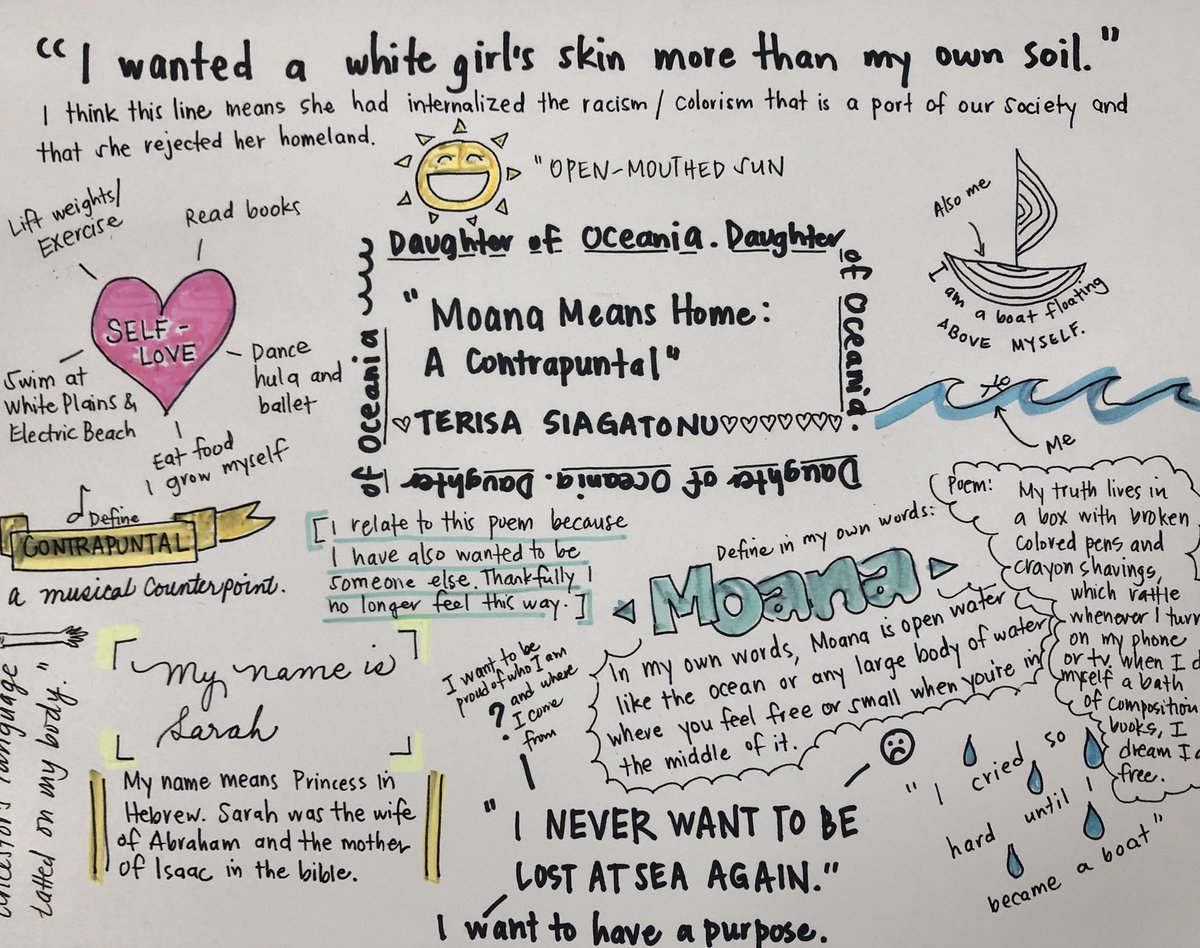 "I wanted a white girl's skin more than my own soil."
I think this line means she had internalized the racism/colorism that is a part of our society and
that she rejected her homeland.
"OPEN-MOUTHED SUN
Lift weights/
Exercise
Read books
SELF-
LOVE
Dance
hula and
ballet
Swim at
White Plains &
Electric Beach
Eat food
I grow myself
Daughter of Oceania. Daughter
of Oceania.
Daughter of Oceania. Daughter
of Oceania
"Moana Means Home:
A Contrapuntal"
TERISA SIAGATONU
Also me
I am a boat floating
ABOVE MYSELF.
Me
Define
CONTRAPUNTAL
a musical counterpoint.
[I relate to this poem because
I have also wanted to be
someone else. Thankfully I
no longer feel this way.]
Define in my own words:
Moana
In my own words, Moana is open water
like the ocean or any large body of water
where you feel free or small when you're in
the middle of it.
Poem:
My truth lives in
a box with broken
colored pens and
crayon shavings,
which rattle
whenever I turn
on my phone
or tv. when I d
myself a bath
of composition
books, I
dream I
free.
ancestor's language
tatted on my body."
My name is
Sarah
My name means Princess in
Hebrew. Sarah was the wife
of Abraham and the mother
of Isaac in the bible.
I want to be
proud of who I am
and where
? I come
from
"I NEVER WANT TO BE
LOST AT SEA AGAIN."
I want to have a purpose.
"I cried so
hard until I
became a boat"